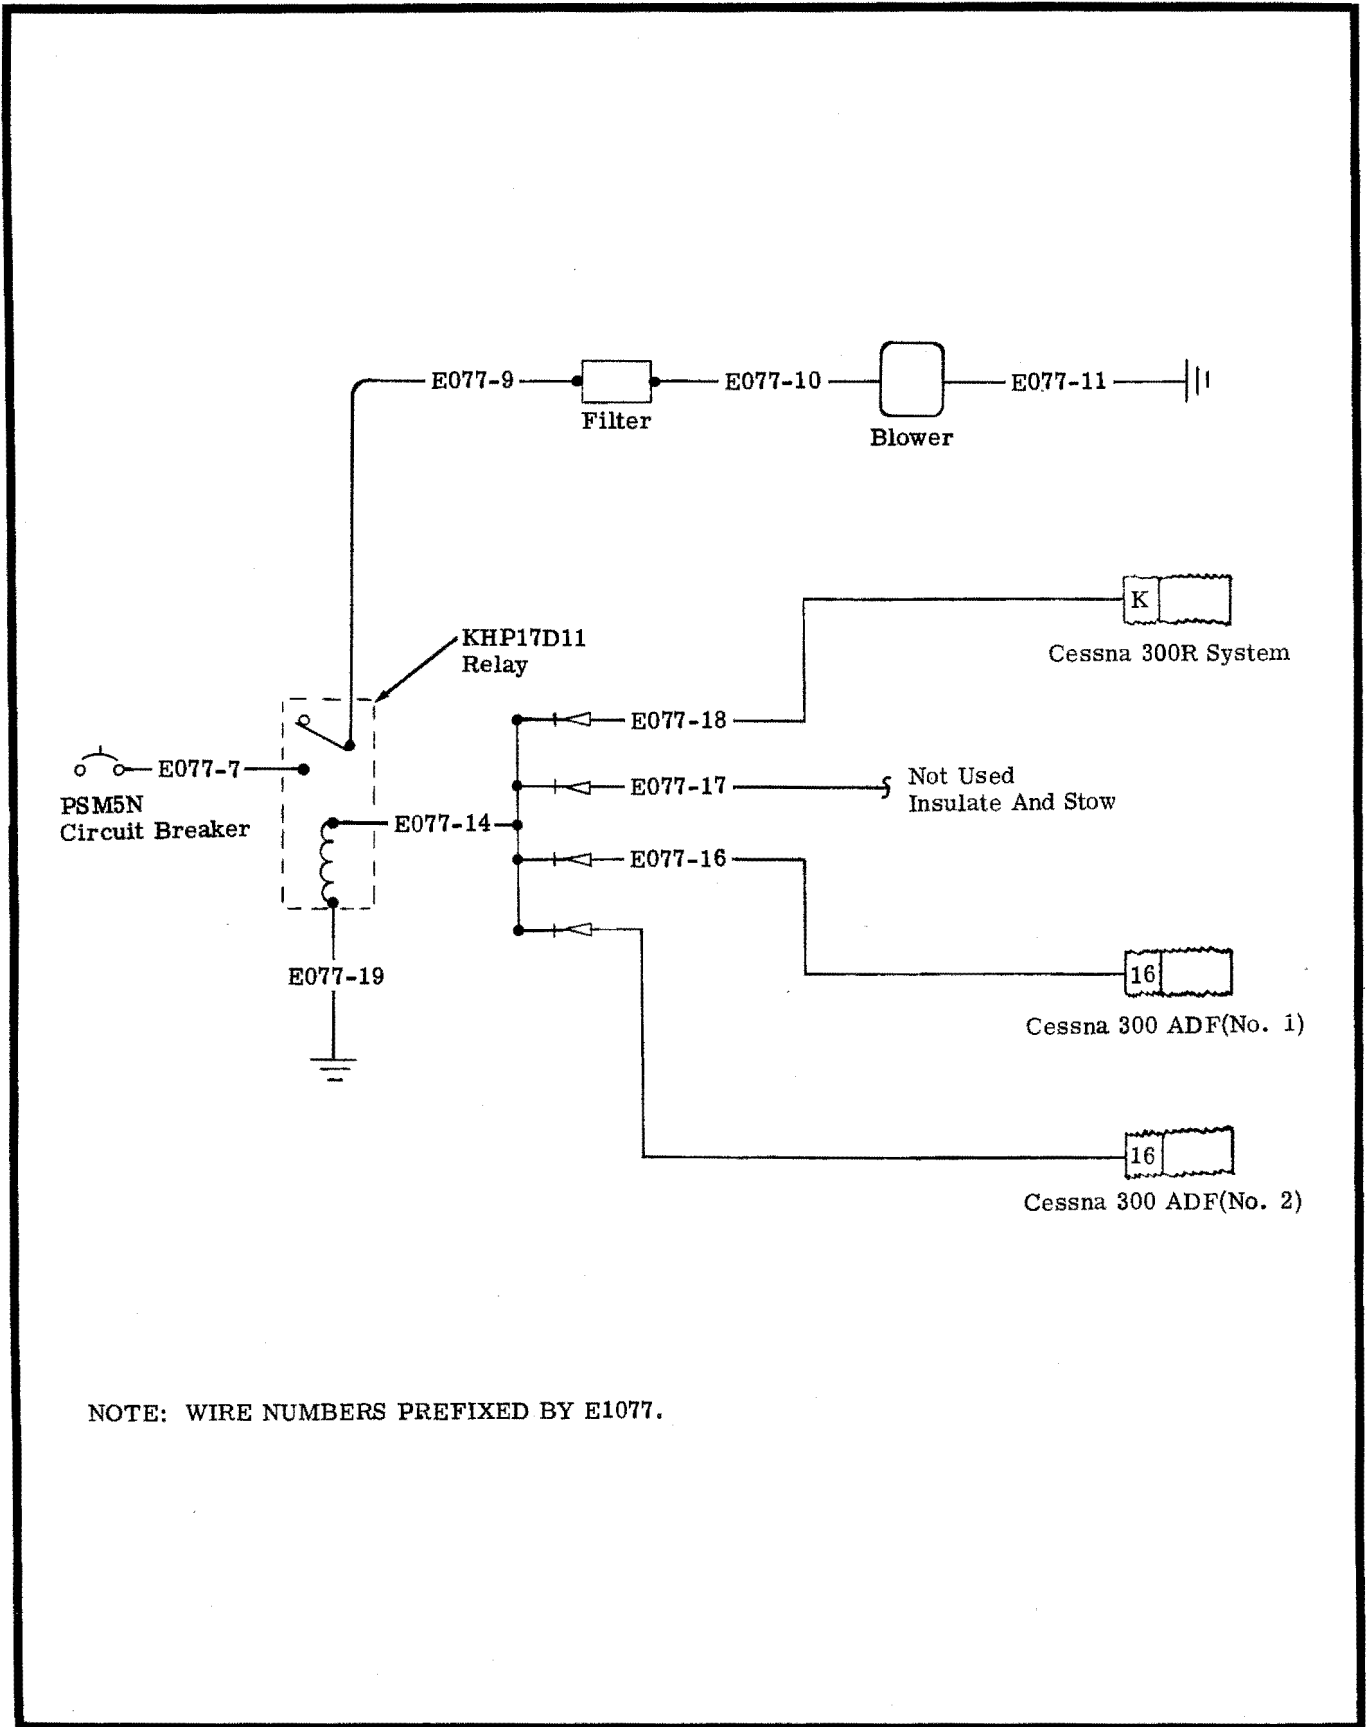 E077-9
E077-10
E077-11
Filter
Blower
K
Cessna 300R System
KHP17D11
Relay
E077-18
E077-7
E077-17
Not Used
Insulate And Stow
PSM5N
Circuit Breaker
E077-14
E077-16
E077-19
16
Cessna 300 ADF(No. 1)
16
Cessna 300 ADF(No. 2)
NOTE: WIRE NUMBERS PREFIXED BY E1077.